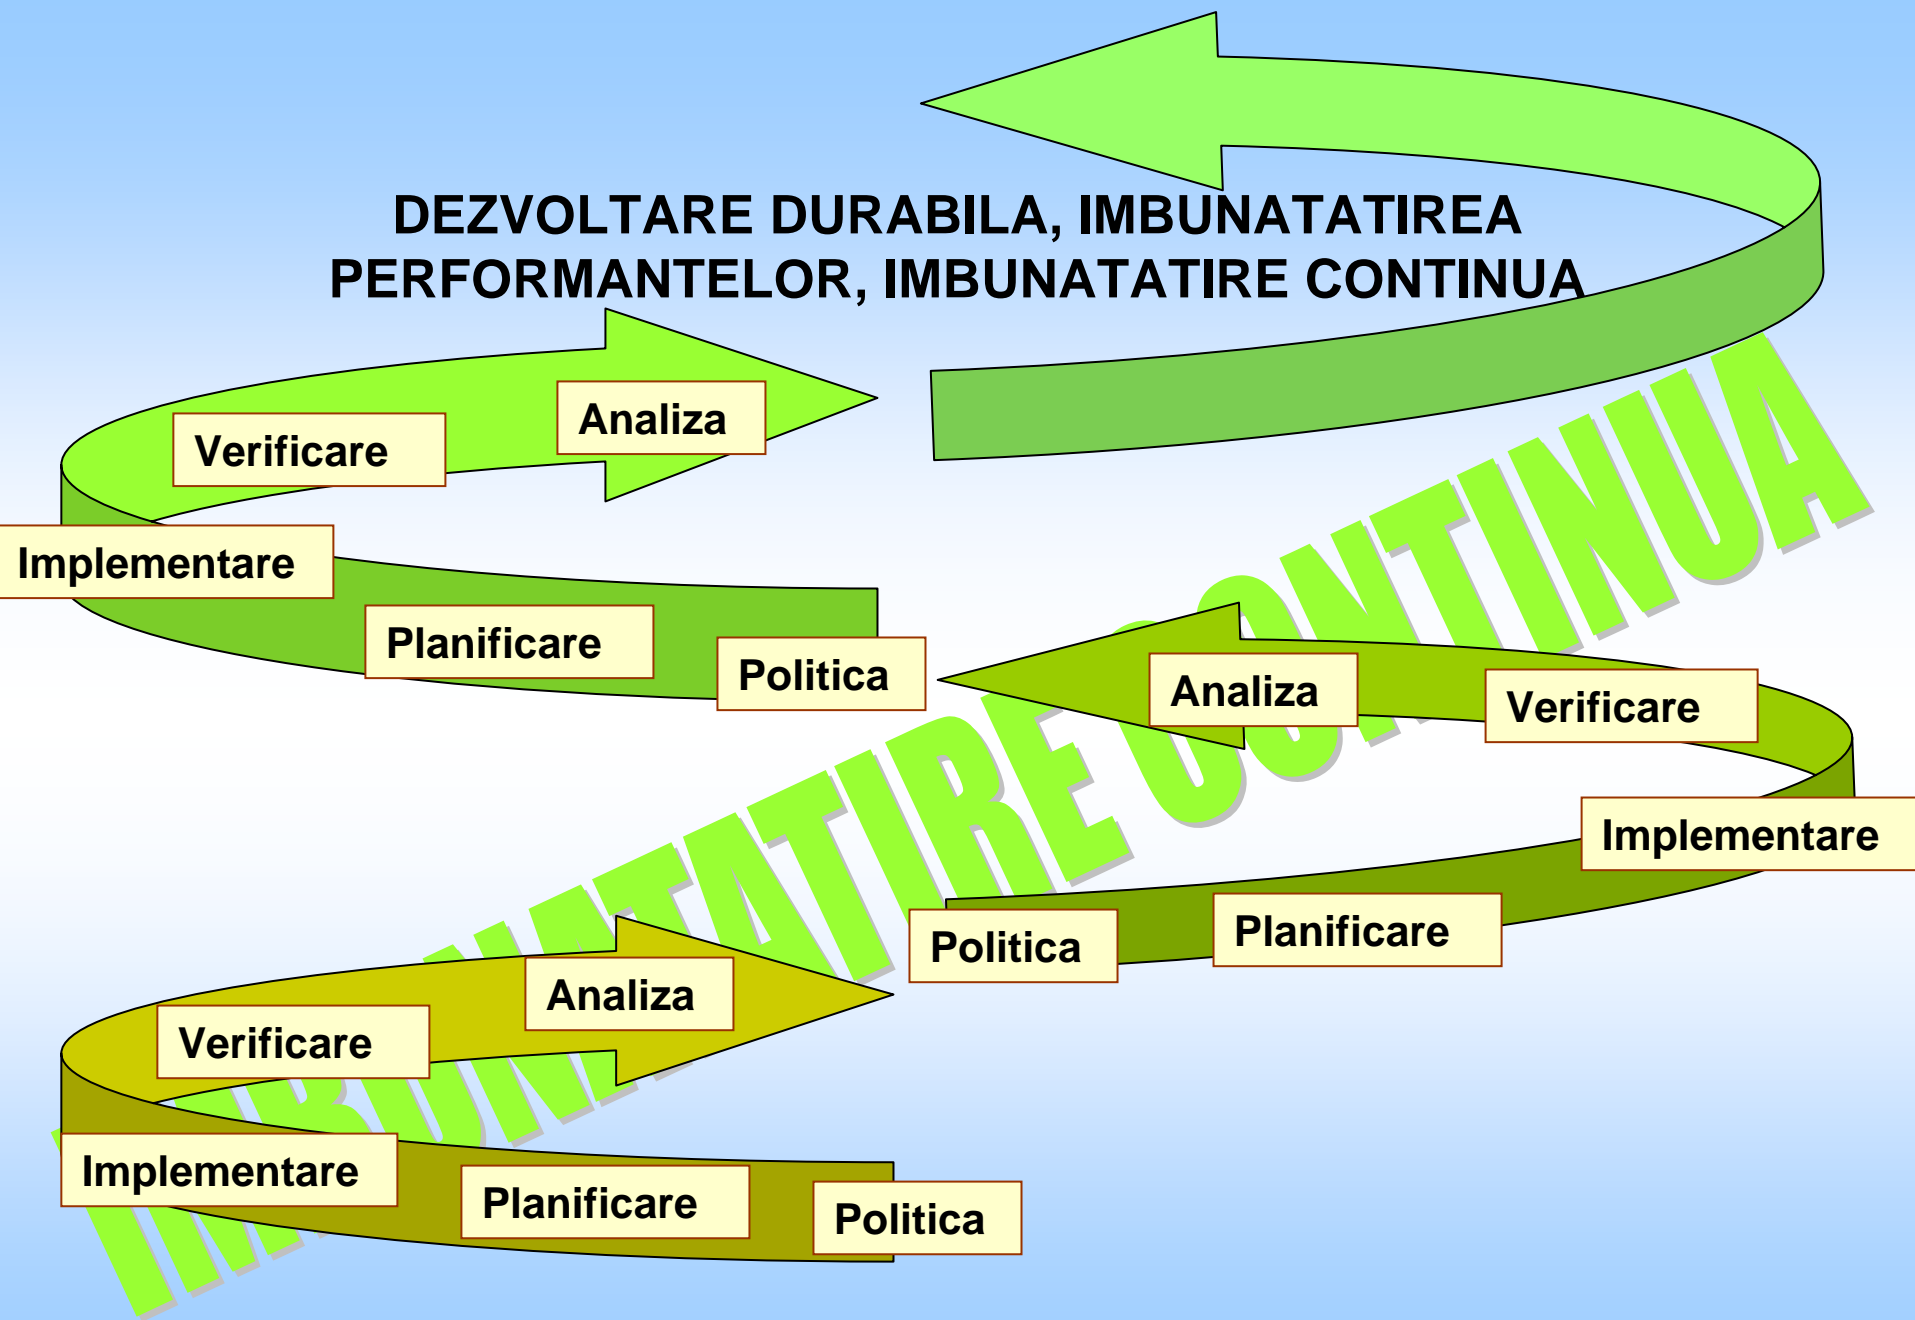 DEZVOLTARE DURABILA, IMBUNATATIREA
PERFORMANTELOR, IMBUNATATIRE CONTINUA
Analiza
Verificare
Implementare
Planificare
Politica
Analiza
Verificare
Implementare
Planificare
Politica
Analiza
Verificare
Implementare
Planificare
Politica
IMBUNATATIRE CONTINUA